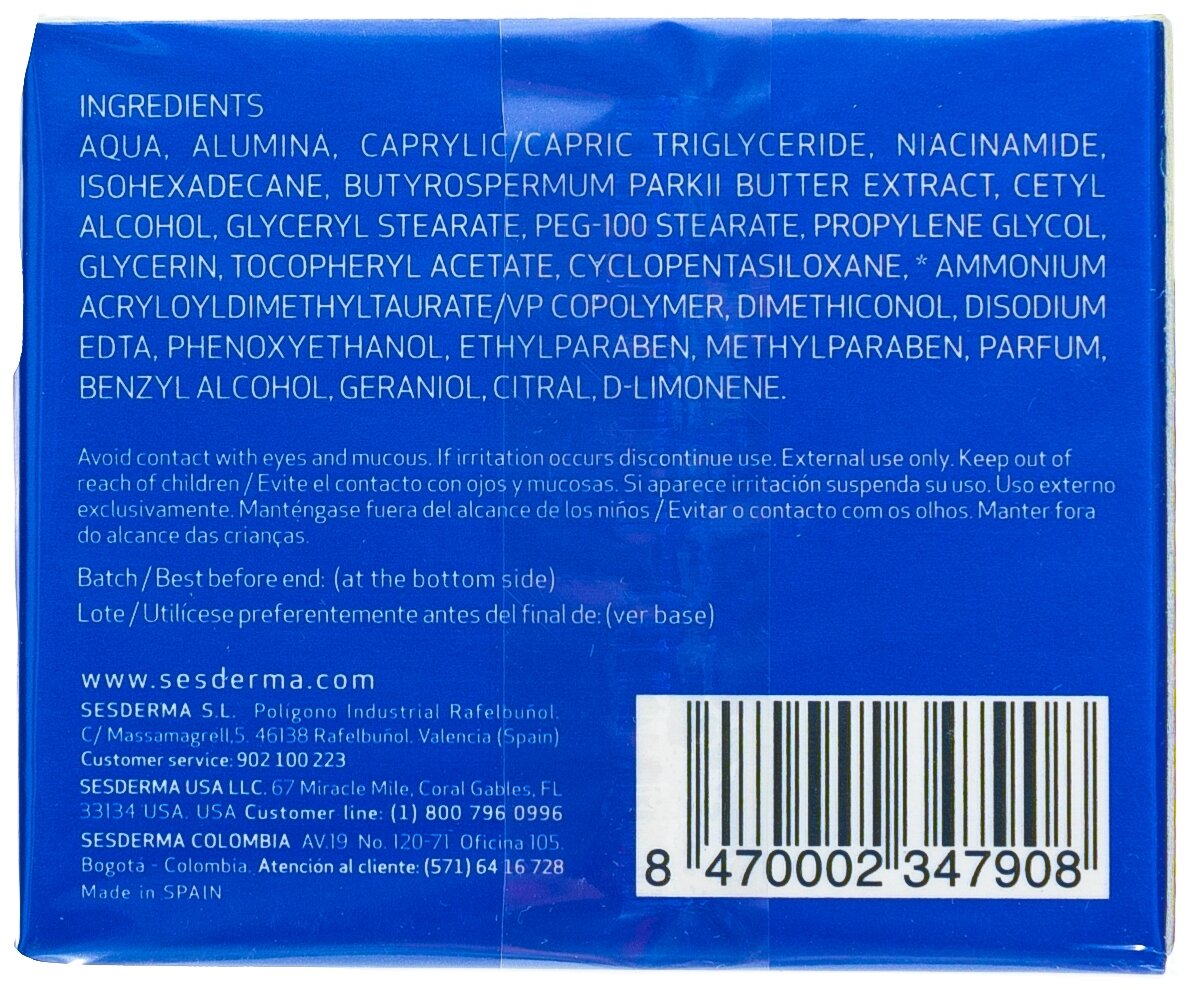 INGREDIENTS
AQUA, ALUMINA, CAPRYLIC/CAPRIC TRIGLYCERIDE, NIACINAMIDE,
ISOHEXADECANE, BUTYROSPERMUM PARKII BUTTER EXTRACT, CETYL
ALCOHOL, GLYCERYL STEARATE, PEG-100 STEARATE, PROPYLENE GLYCOL,
GLYCERIN, TOCOPHERYL ACETATE, CYCLOPENTASILOXANE, * AMMONIUM
ACRYLOYLDIMETHYLTAURATE/VP COPOLYMER, DIMETHICONOL, DISODIUM
EDTA, PHENOXYETHANOL, ETHYLPARABEN, METHYLPARABEN, PARFUM,
BENZYL ALCOHOL, GERANIOL, CITRAL, D-LIMONENE.
Avoid contact with eyes and mucous. If irritation occurs discontinue use. External use only. Keep out of
reach of children / Evite el contacto con ojos y mucosas. Si aparece irritación suspenda su uso. Uso externo
exclusivamente. Manténgase fuera del alcance de los niños / Evitar o contacto com os olhos. Manter fora
do alcance das crianças.
Batch / Best before end: (at the bottom side)
Lote / Utilícese preferentemente antes del final de: (ver base)
www.sesderma.com
SESDERMA S.L. Polígono Industrial Rafelbuñol.
C/ Massamagrell,5. 46138 Rafelbuñol. Valencia (Spain)
Customer service: 902 100 223
SESDERMA USA LLC. 67 Miracle Mile, Coral Gables, FL
33134 USA. USA Customer line: (1) 800 796 0996
SESDERMA COLOMBIA AV.19 No. 120-71 Oficina 105.
Bogotá - Colombia. Atención al cliente: (571) 64 16 728
Made in SPAIN
8 470002 347908